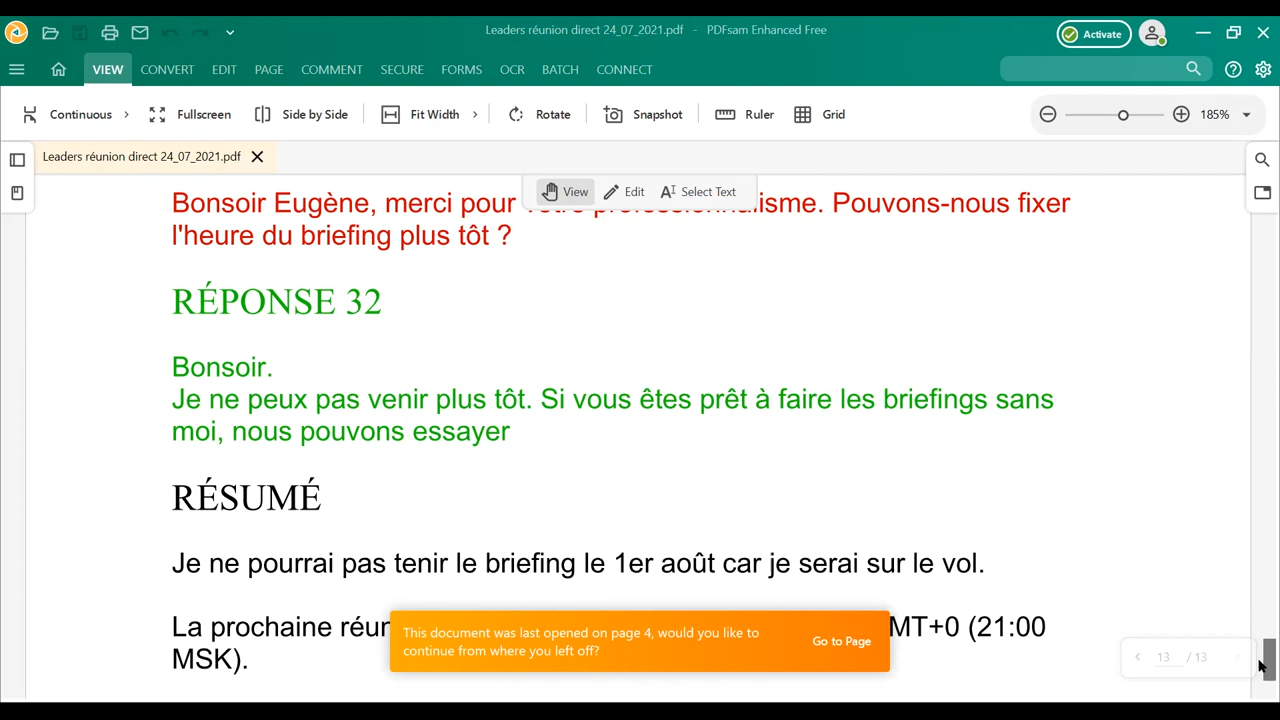 Leaders réunion direct 24_07_2021.pdf - PDFsam Enhanced Free
Activate
VIEW CONVERT EDIT PAGE COMMENT SECURE FORMS OCR BATCH CONNECT
Continuous Fullscreen Side by Side Fit Width Rotate Snapshot Ruler Grid 185%
Leaders réunion direct 24_07_2021.pdf
View Edit Select Text
Bonsoir Eugène, merci pour votre professionnalisme. Pouvons-nous fixer
l'heure du briefing plus tôt ?
RÉPONSE 32
Bonsoir.
Je ne peux pas venir plus tôt. Si vous êtes prêt à faire les briefings sans
moi, nous pouvons essayer
RÉSUMÉ
Je ne pourrai pas tenir le briefing le 1er août car je serai sur le vol.
La prochaine MT+0 (21:00
MSK).
This document was last opened on page 4, would you like to
continue from where you left off?
Go to Page
13 / 13